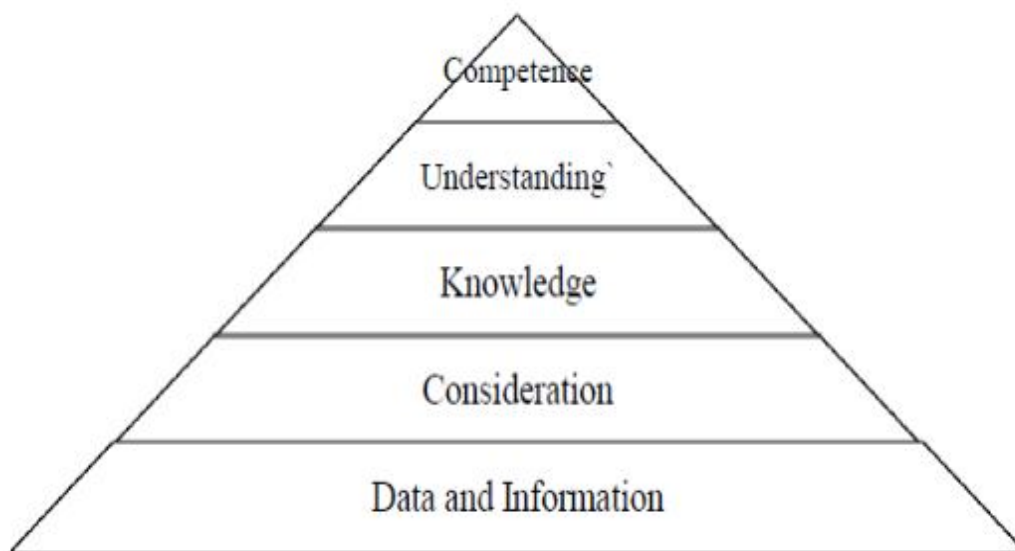 Competence
Understanding`
Knowledge
Consideration
Data and Information